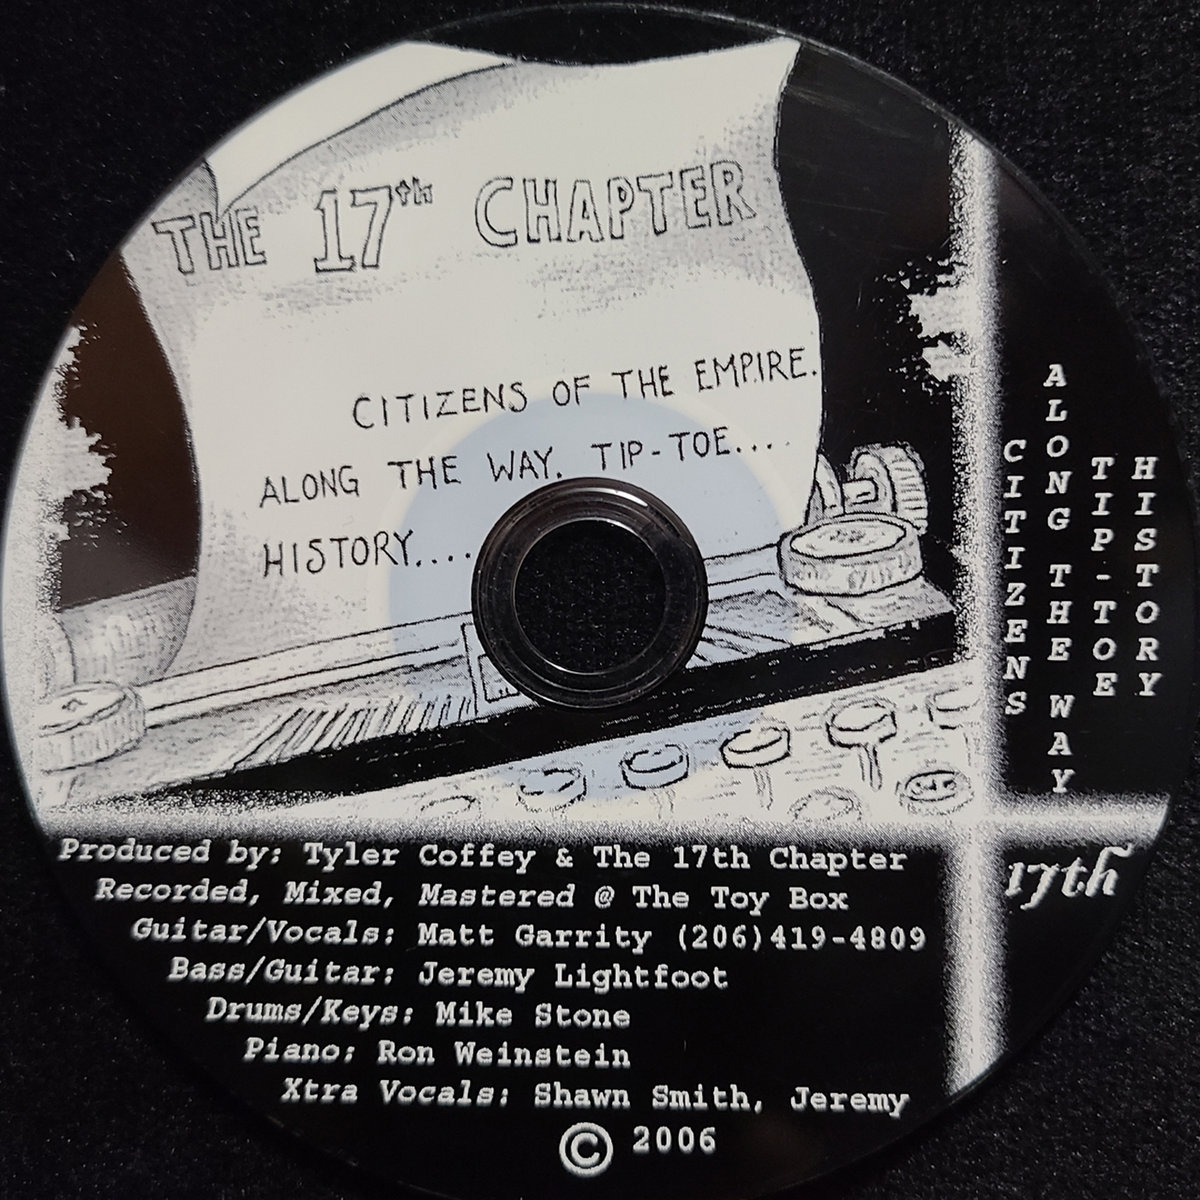 THE 17th CHAPTER
CITIZENS OF THE EMPIRE.
ALONG THE WAY. TIP-TOE...
HISTORY....
CITIZENS
ALONG THE WAY
TIP-TOE
HISTORY
17th
Produced by: Tyler Coffey & The 17th Chapter
Recorded, Mixed, Mastered @ The Toy Box
Guitar/Vocals: Matt Garrity (206)419-4809
Bass/Guitar: Jeremy Lightfoot
Drums/Keys: Mike Stone
Piano: Ron Weinstein
Xtra Vocals: Shawn Smith, Jeremy
© 2006